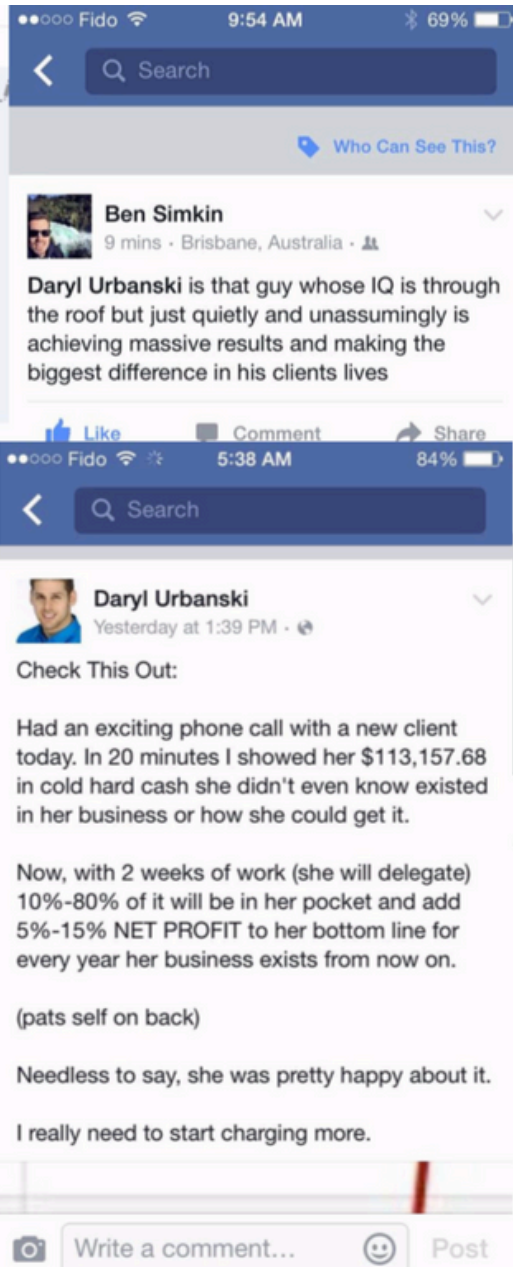 Fido 9:54 AM 69%
Search
Who Can See This?
Ben Simkin
9 mins · Brisbane, Australia ·
Daryl Urbanski is that guy whose IQ is through
the roof but just quietly and unassumingly is
achieving massive results and making the
biggest difference in his clients lives
Like Comment Share
Fido 5:38 AM 84%
Search
Daryl Urbanski
Yesterday at 1:39 PM ·
Check This Out:
Had an exciting phone call with a new client
today. In 20 minutes I showed her $113,157.68
in cold hard cash she didn't even know existed
in her business or how she could get it.
Now, with 2 weeks of work (she will delegate)
10%-80% of it will be in her pocket and add
5%-15% NET PROFIT to her bottom line for
every year her business exists from now on.
(pats self on back)
Needless to say, she was pretty happy about it.
I really need to start charging more.
Write a comment... Post